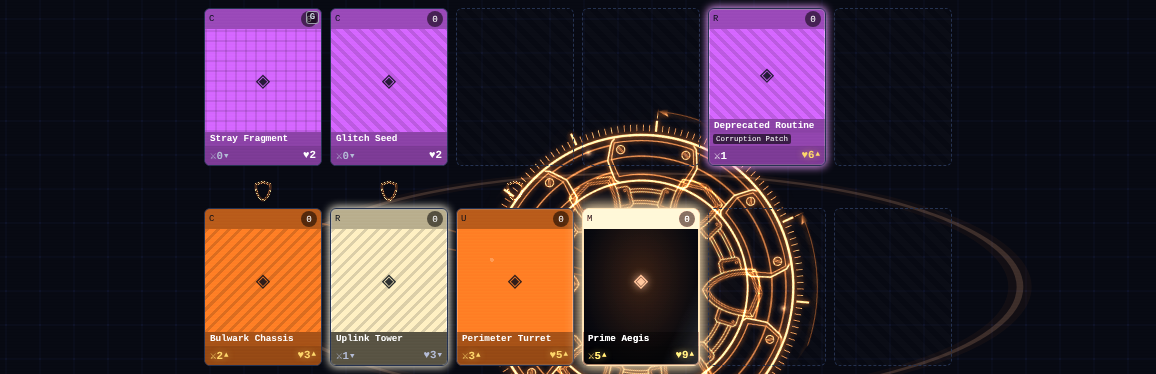 C G
Stray Fragment
⚔0▼ ♥2
C 0
Glitch Seed
⚔0▼ ♥2
R 0
Deprecated Routine
Corruption Patch
⚔1 ♥6▲
C 0
Bulwark Chassis
⚔2▲ ♥3▲
R 0
Uplink Tower
⚔1▼ ♥3▼
U 0
Perimeter Turret
⚔3▲ ♥5▲
M 0
Prime Aegis
⚔5▲ ♥9▲